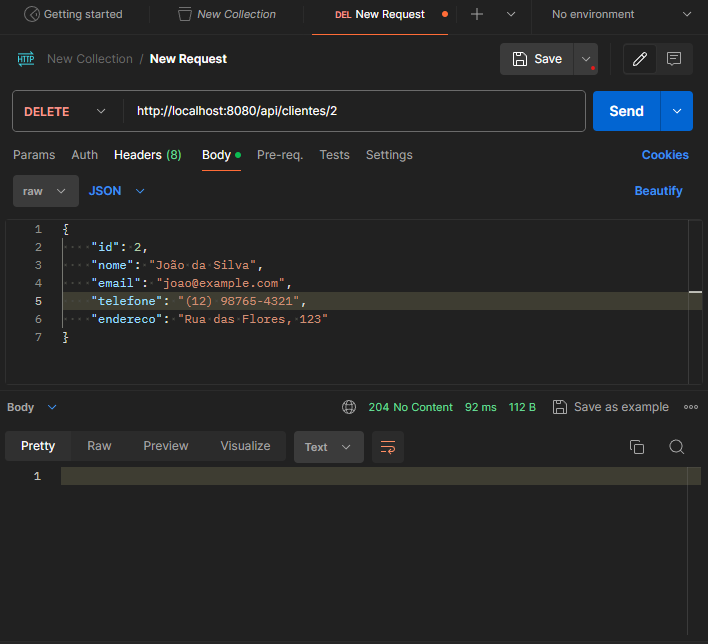 Getting started New Collection DEL New Request No environment
HTTP New Collection / New Request Save
DELETE http://localhost:8080/api/clientes/2 Send
Params Auth Headers (8) Body Pre-req. Tests Settings Cookies
raw JSON Beautify
1 {
2 "id": 2,
3 "nome": "João da Silva",
4 "email": "joao@example.com",
5 "telefone": "(12) 98765-4321",
6 "endereco": "Rua das Flores, 123"
7 }
Body 204 No Content 92 ms 112 B Save as example
Pretty Raw Preview Visualize Text
1